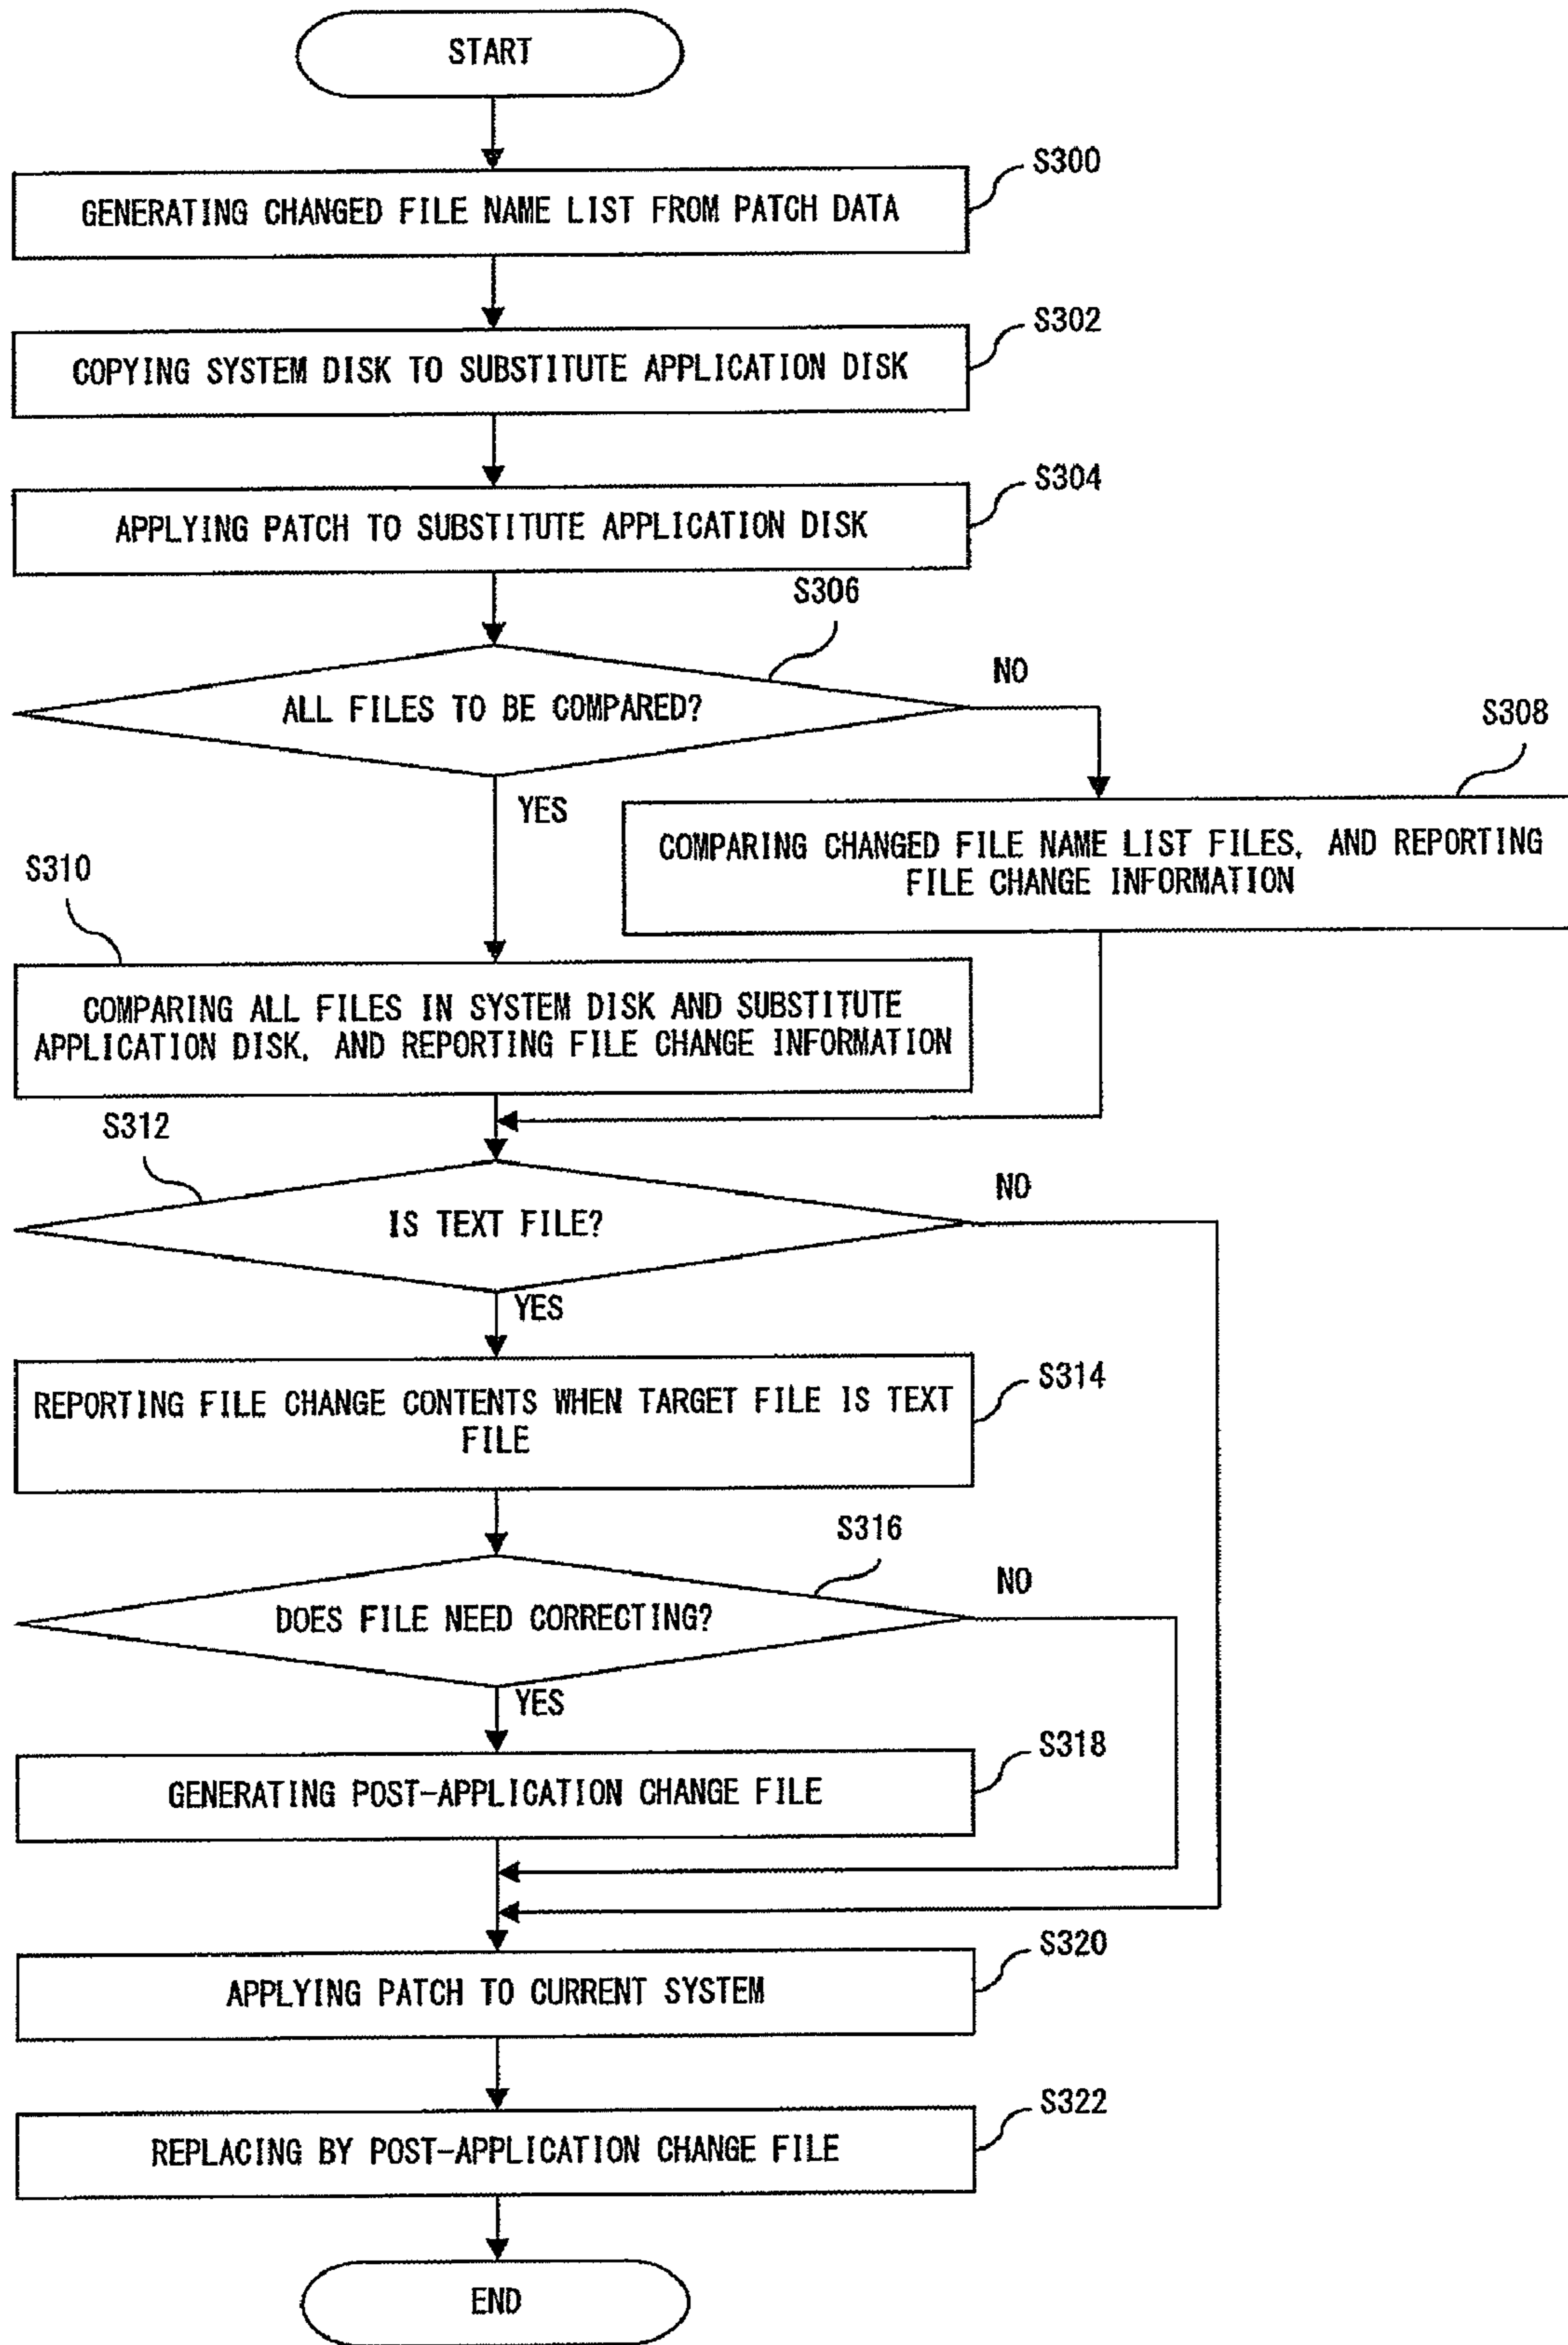 START
S300
GENERATING CHANGED FILE NAME LIST FROM PATCH DATA
S302
COPYING SYSTEM DISK TO SUBSTITUTE APPLICATION DISK
S304
APPLYING PATCH TO SUBSTITUTE APPLICATION DISK
S306
ALL FILES TO BE COMPARED?
NO
YES
S308
COMPARING CHANGED FILE NAME LIST FILES, AND REPORTING
FILE CHANGE INFORMATION
S310
COMPARING ALL FILES IN SYSTEM DISK AND SUBSTITUTE
APPLICATION DISK, AND REPORTING FILE CHANGE INFORMATION
S312
IS TEXT FILE?
NO
YES
S314
REPORTING FILE CHANGE CONTENTS WHEN TARGET FILE IS TEXT
FILE
S316
DOES FILE NEED CORRECTING?
NO
YES
S318
GENERATING POST-APPLICATION CHANGE FILE
S320
APPLYING PATCH TO CURRENT SYSTEM
S322
REPLACING BY POST-APPLICATION CHANGE FILE
END